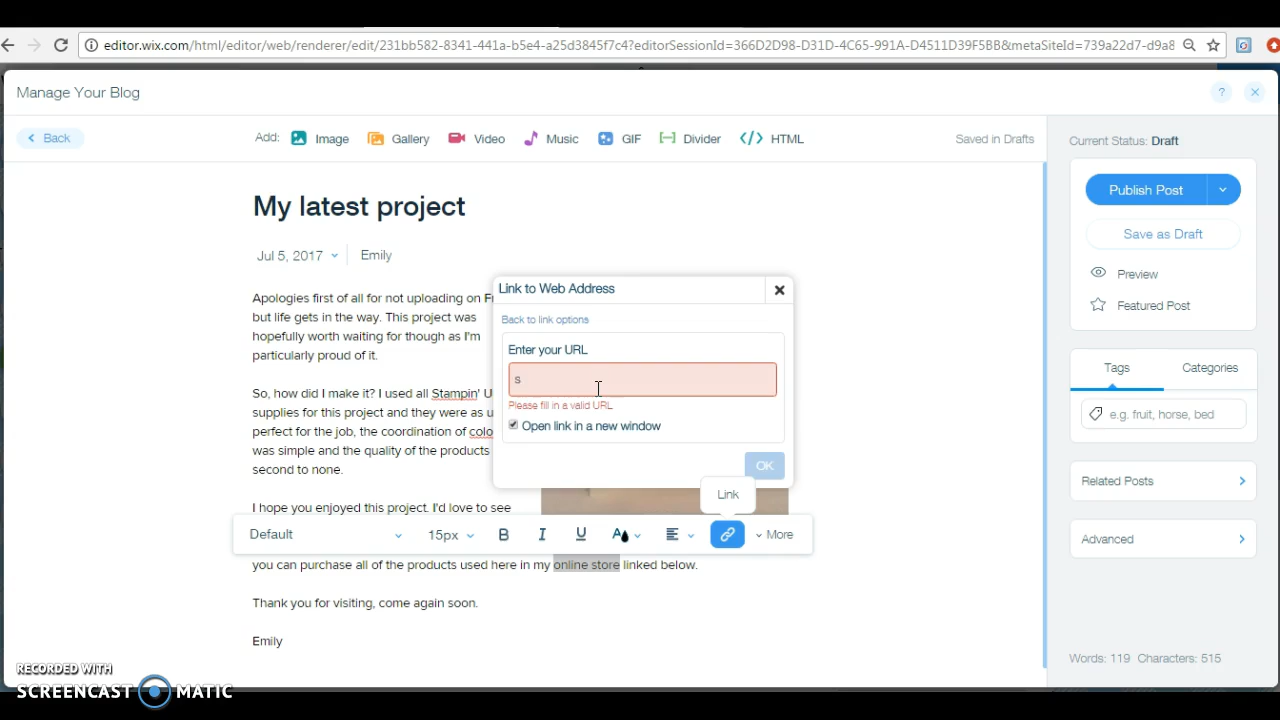 editor.wix.com/html/editor/web/renderer/edit/231bb582-8341-441a-b5e4-a25d3845f7c4?editorSessionId=366D2D98-D31D-4C65-991A-D4511D39F5BB&metaSiteId=739a22d7-d9a8
Manage Your Blog
?
Back
Add: Image Gallery Video Music GIF Divider HTML
Saved in Drafts
Current Status: Draft
Publish Post
Save as Draft
Preview
Featured Post
Tags Categories
e.g. fruit, horse, bed
Related Posts
Advanced
Words: 119 Characters: 515
My latest project
Jul 5, 2017 Emily
Apologies first of all for not uploading on
but life gets in the way. This project was
hopefully worth waiting for though as I'm
particularly proud of it.
So, how did I make it? I used all Stampin' U
supplies for this project and they were as
perfect for the job, the coordination of
was simple and the quality of the products
second to none.
I hope you enjoyed this project. I'd love to see
you can purchase all of the products used here in my online store linked below.
Thank you for visiting, come again soon.
Emily
Link to Web Address
Back to link options
Enter your URL
s
Please fill in a valid URL
Open link in a new window
OK
Link
Default 15px B I U A More
RECORDED WITH
SCREENCAST MATIC